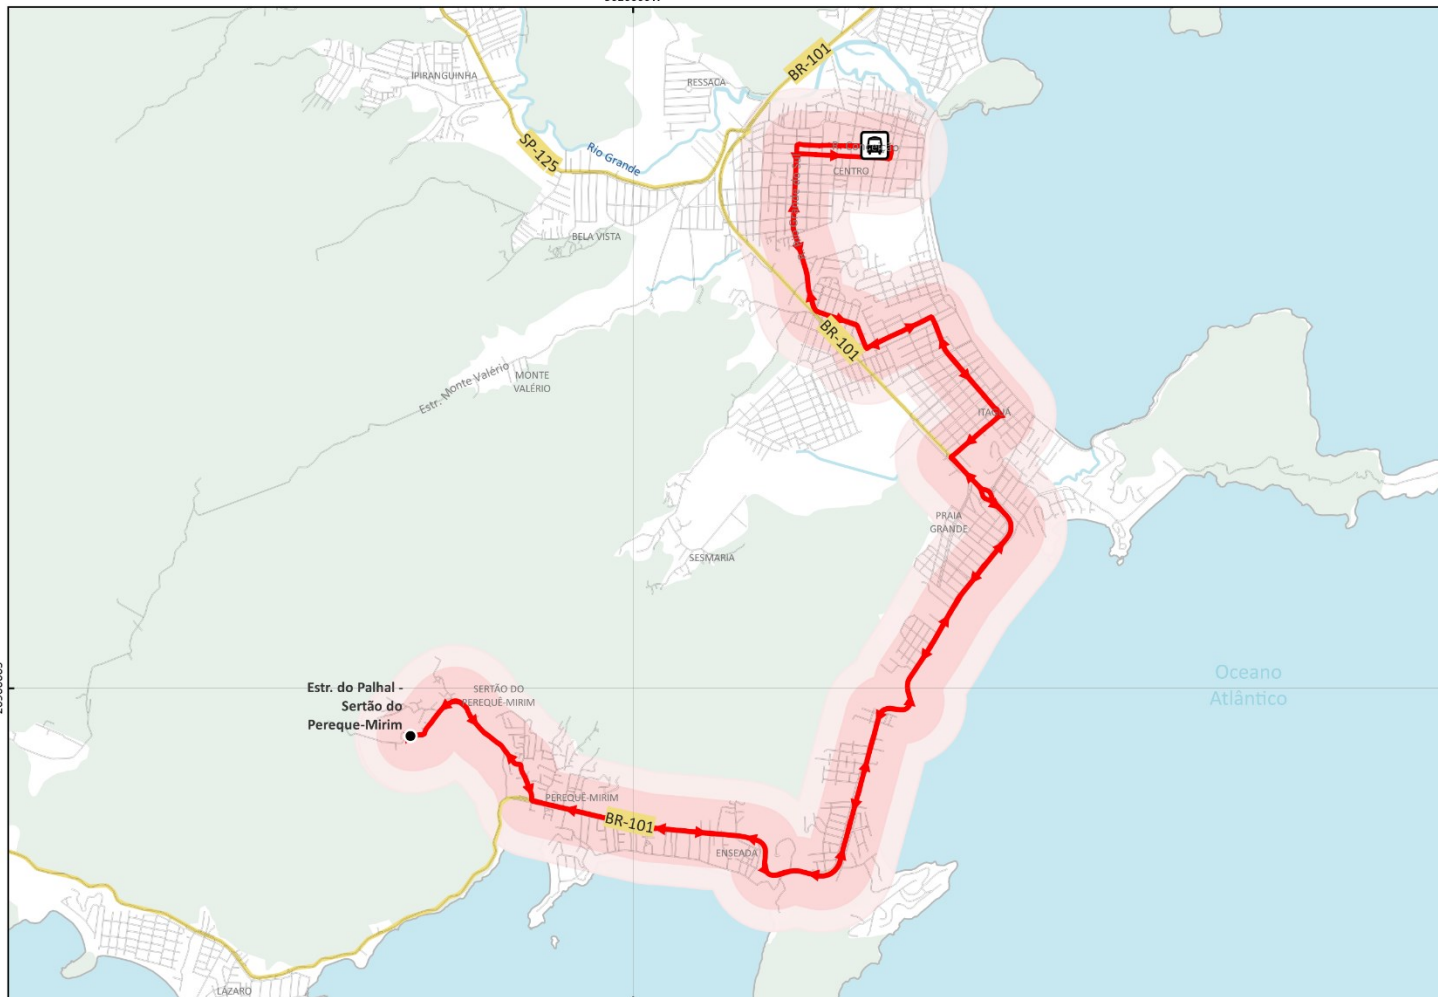 BR-101
IPIRANGUINHA
RESSACA
SP-125
Rio Grande
CENTRO
BELA VISTA
BR-101
Estr. Monte Valério
MONTE
VALÉRIO
ITAGUÁ
PRAIA
GRANDE
SESMARIA
Oceano
Atlântico
Estr. do Palhal -
Sertão do
Pereque-Mirim
SERTÃO DO
PEREQUÊ-MIRIM
PEREQUÊ-MIRIM
BR-101
ENSEADA
LÁZARO